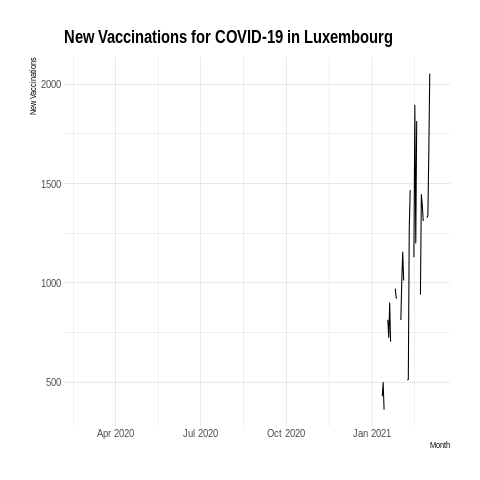 New Vaccinations for COVID-19 in Luxembourg
New Vaccinations
2000
1500
1000
500
Apr 2020 Jul 2020 Oct 2020 Jan 2021
Month